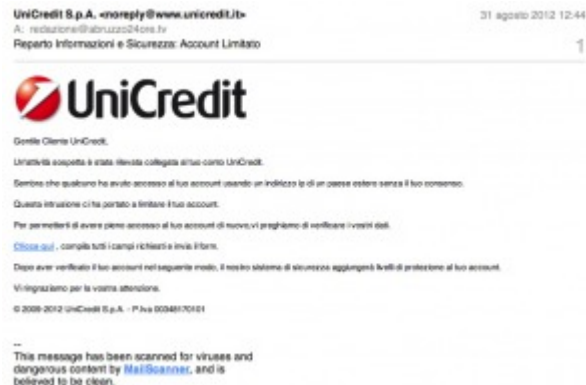 UniCredit S.p.A. <noreply@www.unicredit.it>
31 agosto 2012 12:44
A: redazione@abruzzo24ore.tv
Reparto Informazioni e Sicurezza: Account Limitato
1
UniCredit
Gentile Cliente UniCredit,
Un'attività sospetta è stata rilevata collegata al tuo conto UniCredit.
Sembra che qualcuno ha avuto accesso al tuo account usando un indirizzo ip di un paese estero senza il tuo consenso.
Questa intrusione ci ha portato a limitare il tuo account.
Per permetterti di avere pieno accesso al tuo account di nuovo,vi preghiamo di verificare i vostri dati.
Clicca qui , compila tutti i campi richiesti e invia il form.
Dopo aver verificato il tuo account nel seguente modo, il nostro sistema di sicurezza aggiungerà livelli di protezione al tuo account.
Vi ringraziamo per la vostra attenzione.
© 2009-2012 UniCredit S.p.A. - P.Iva 00348170101
--
This message has been scanned for viruses and
dangerous content by MailScanner, and is
believed to be clean.